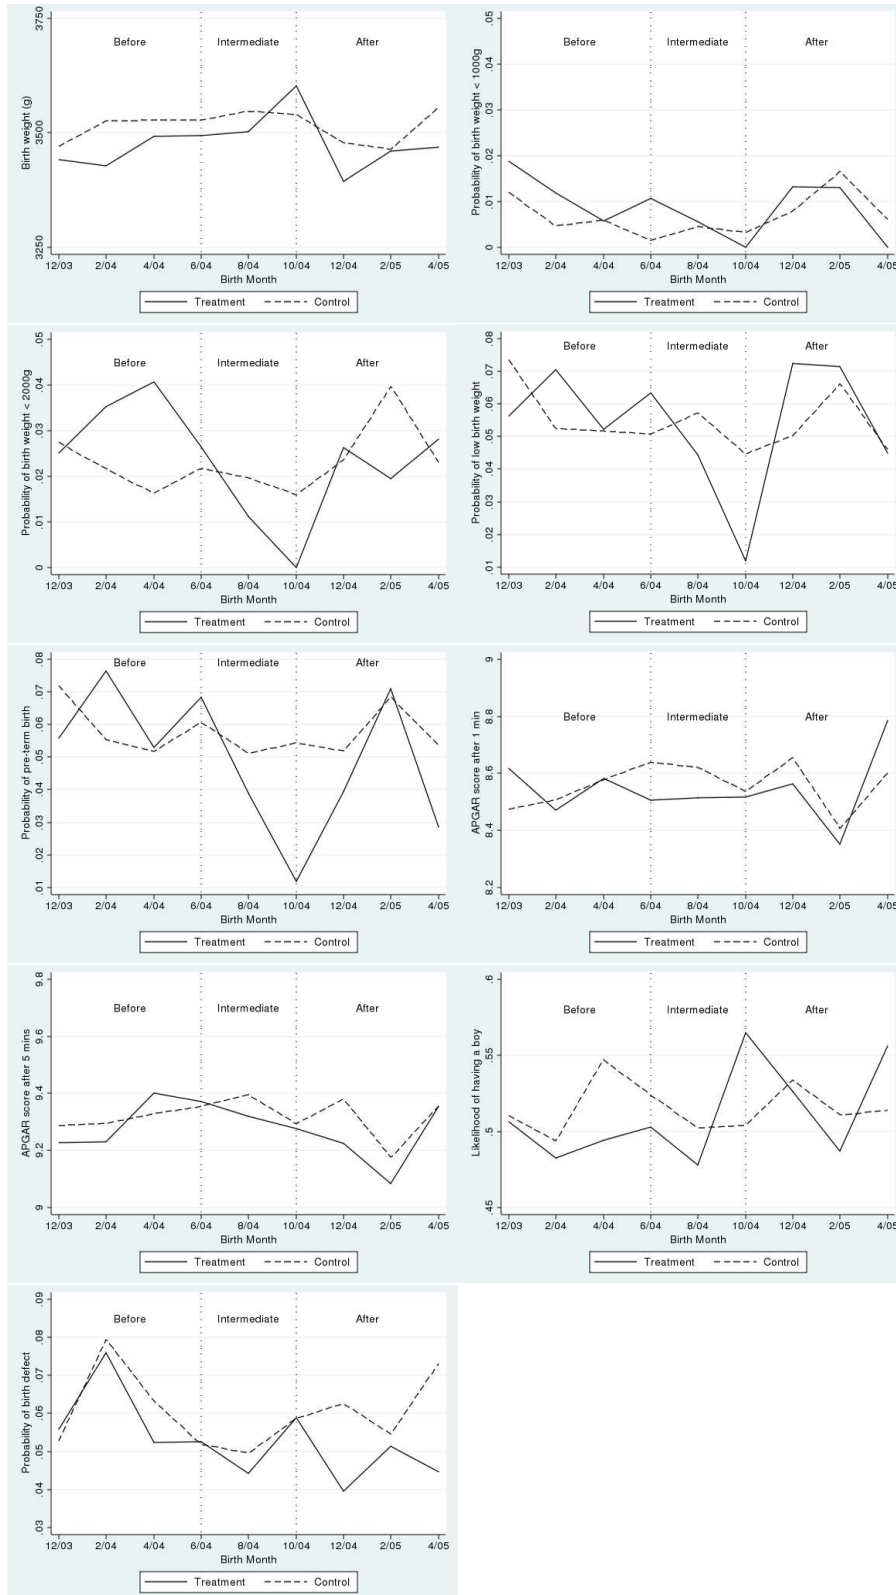 3750
Before Intermediate After
Birth weight (g)
3500
3250
12/03 2/04 4/04 6/04 8/04 10/04 12/04 2/05 4/05
Birth Month
Treatment Control
.05
Before Intermediate After
.04
Probability of birth weight < 1000g
.03
.02
.01
0
12/03 2/04 4/04 6/04 8/04 10/04 12/04 2/05 4/05
Birth Month
Treatment Control
.05
Before Intermediate After
.04
Probability of birth weight < 2000g
.03
.02
.01
0
12/03 2/04 4/04 6/04 8/04 10/04 12/04 2/05 4/05
Birth Month
Treatment Control
.08
Before Intermediate After
.07
.06
Probability of low birth weight
.05
.04
.03
.02
.01
12/03 2/04 4/04 6/04 8/04 10/04 12/04 2/05 4/05
Birth Month
Treatment Control
.08
Before Intermediate After
.07
.06
Probability of pre-term birth
.05
.04
.03
.02
.01
12/03 2/04 4/04 6/04 8/04 10/04 12/04 2/05 4/05
Birth Month
Treatment Control
9
8.8
Before Intermediate After
APGAR score after 1 min
8.6
8.4
8.2
12/03 2/04 4/04 6/04 8/04 10/04 12/04 2/05 4/05
Birth Month
Treatment Control
9.8
Before Intermediate After
9.6
APGAR score after 5 mins
9.4
9.2
9
12/03 2/04 4/04 6/04 8/04 10/04 12/04 2/05 4/05
Birth Month
Treatment Control
.6
Before Intermediate After
.55
Likelihood of having a boy
.5
.45
12/03 2/04 4/04 6/04 8/04 10/04 12/04 2/05 4/05
Birth Month
Treatment Control
.09
Before Intermediate After
.08
.07
Probability of birth defect
.06
.05
.04
.03
12/03 2/04 4/04 6/04 8/04 10/04 12/04 2/05 4/05
Birth Month
Treatment Control